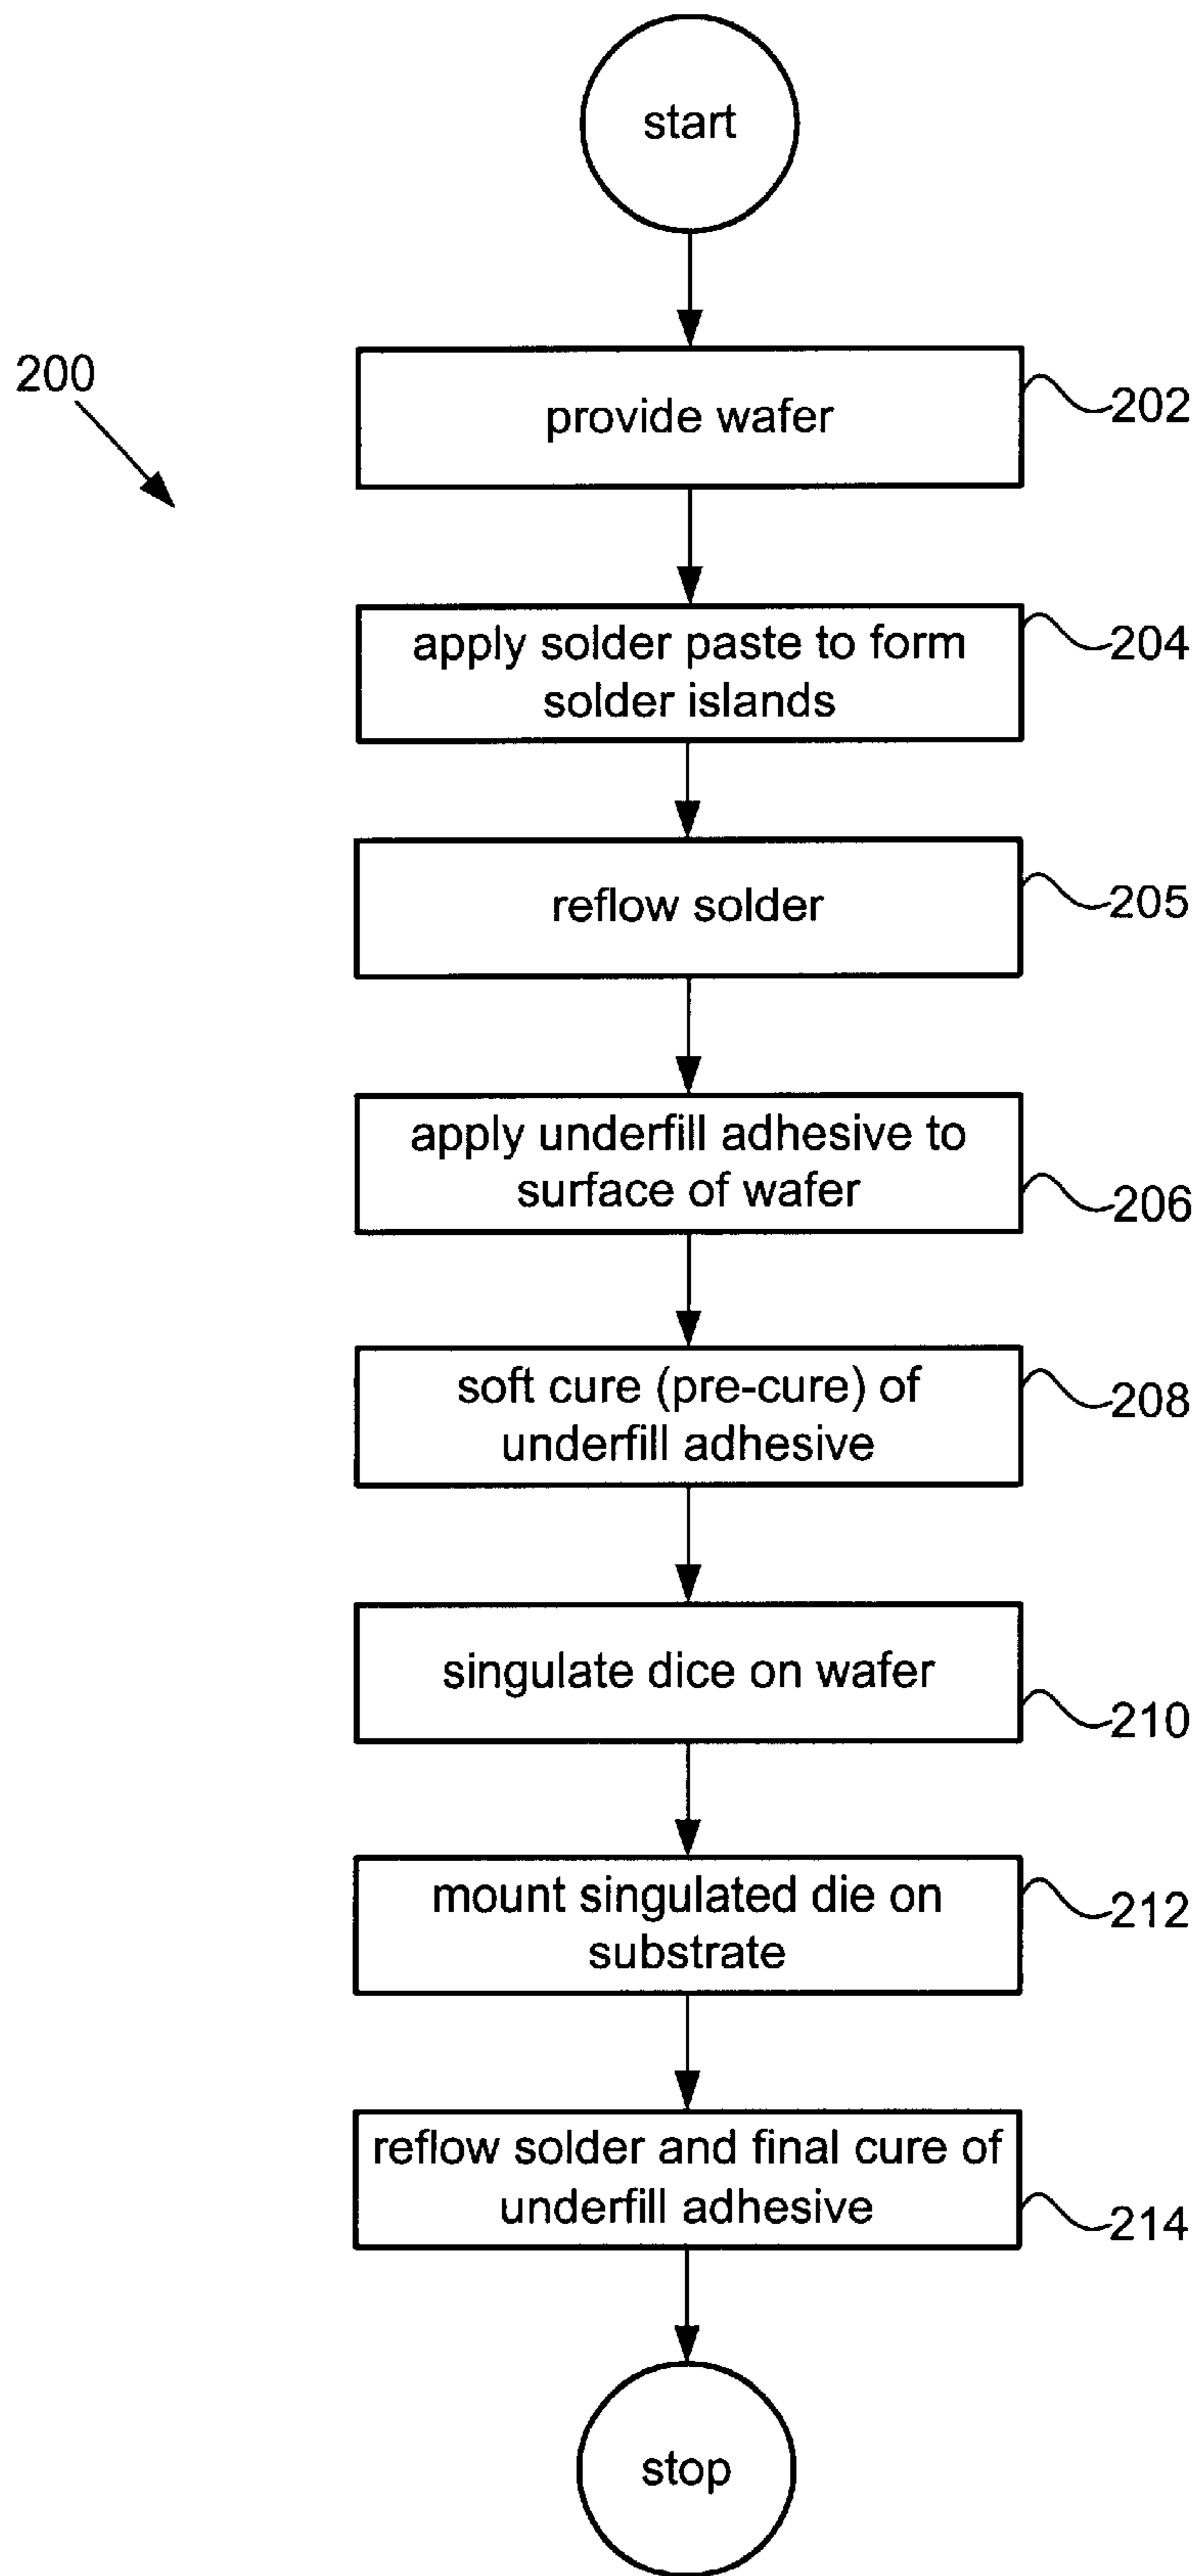 start
200
provide wafer
202
apply solder paste to form
solder islands
204
reflow solder
205
apply underfill adhesive to
surface of wafer
206
soft cure (pre-cure) of
underfill adhesive
208
singulate dice on wafer
210
mount singulated die on
substrate
212
reflow solder and final cure of
underfill adhesive
214
stop